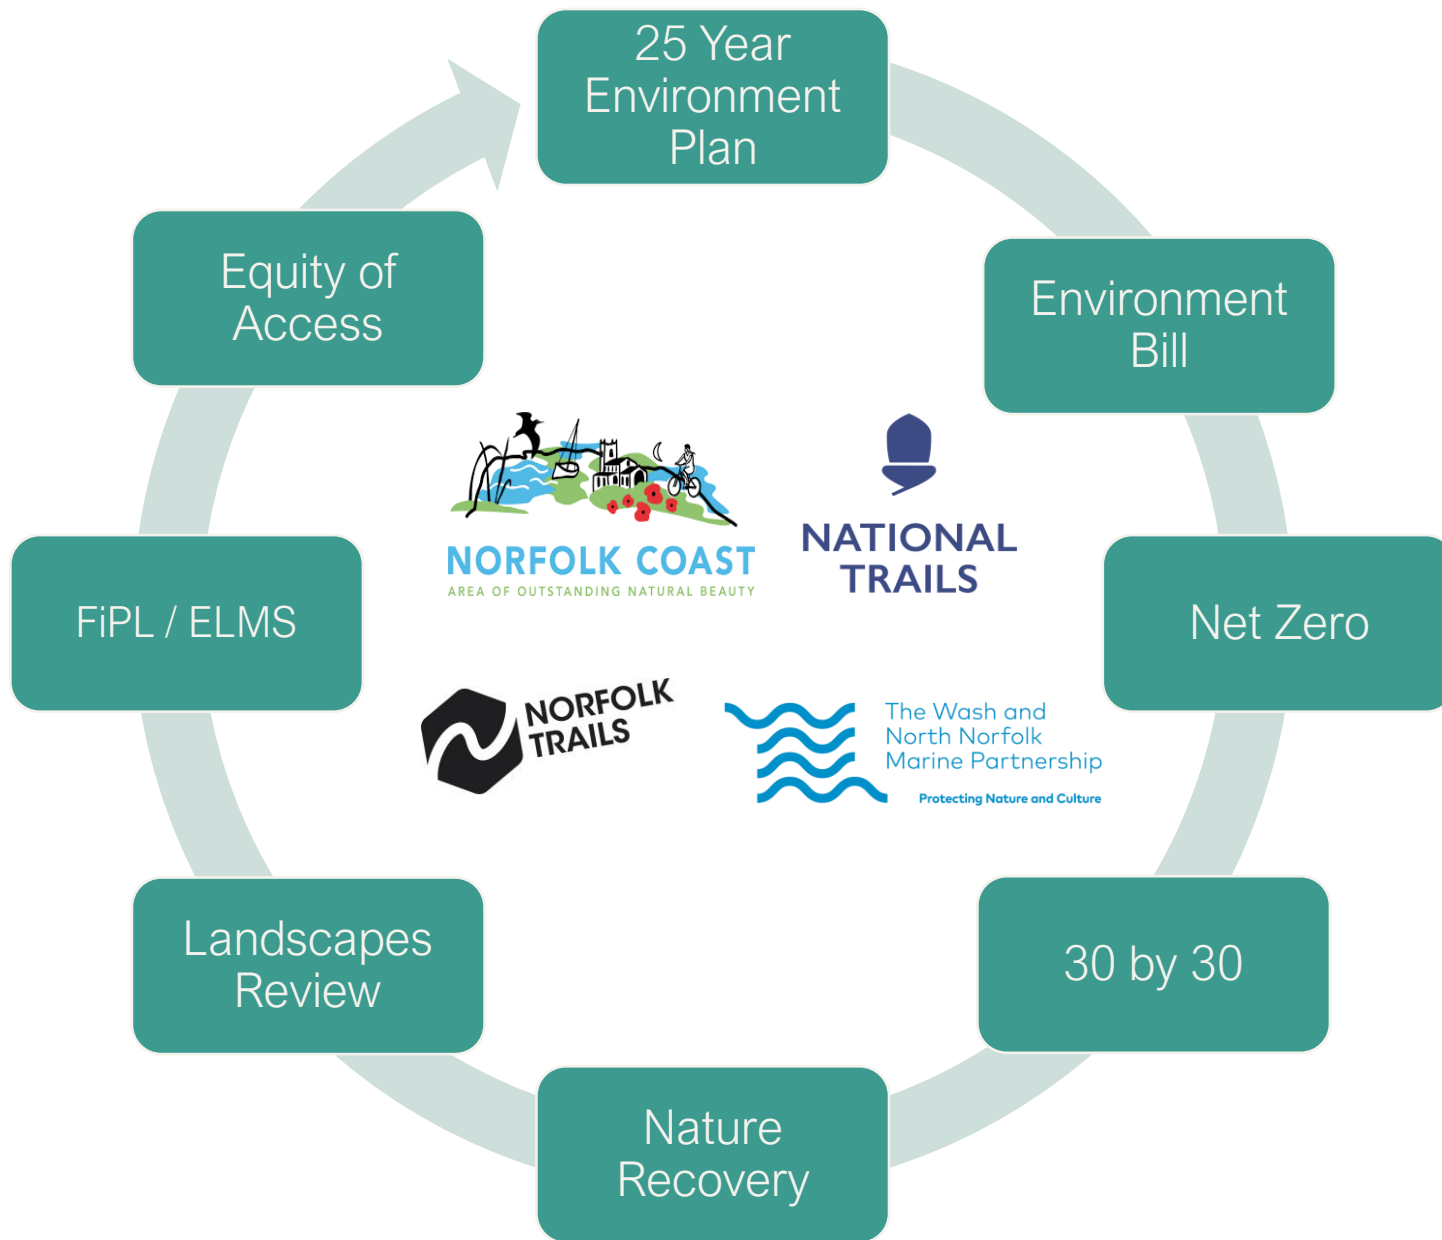 25 Year
Environment
Plan
Environment
Bill
Net Zero
30 by 30
Nature
Recovery
Landscapes
Review
FiPL / ELMS
Equity of
Access
NORFOLK COAST
AREA OF OUTSTANDING NATURAL BEAUTY
NATIONAL
TRAILS
NORFOLK
TRAILS
The Wash and
North Norfolk
Marine Partnership
Protecting Nature and Culture